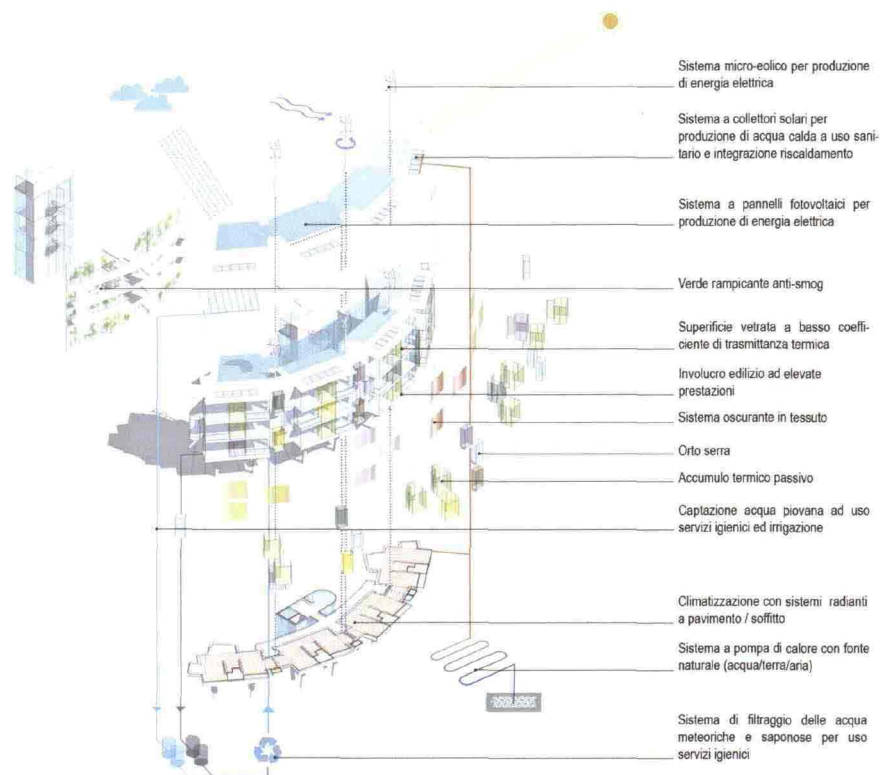 Sistema micro-eolico per produzione
di energia elettrica
Sistema a collettori solari per
produzione di acqua calda a uso sani-
tario e integrazione riscaldamento
Sistema a pannelli fotovoltaici per
produzione di energia elettrica
Verde rampicante anti-smog
Superificie vetrata a basso coeffi-
ciente di trasmittanza termica
Involucro edilizio ad elevate
prestazioni
Sistema oscurante in tessuto
Orto serra
Accumulo termico passivo
Captazione acqua piovana ad uso
servizi igienici ed irrigazione
Climatizzazione con sistemi radianti
a pavimento / soffitto
Sistema a pompa di calore con fonte
naturale (acqua/terra/aria)
Sistema di filtraggio delle acque
meteoriche e saponose per uso
servizi igienici